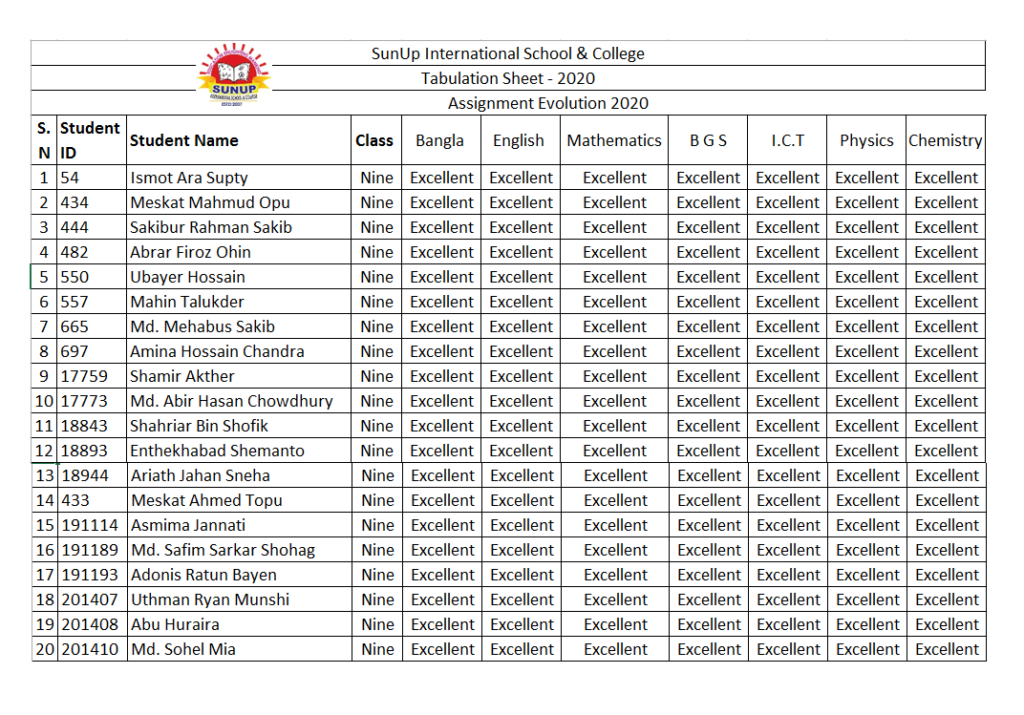 SunUp International School & College
Tabulation Sheet - 2020
Assignment Evolution 2020
SUNUP
S. N Student ID Student Name Class Bangla English Mathematics B G S I.C.T Physics Chemistry
1 54 Ismot Ara Supty Nine Excellent Excellent Excellent Excellent Excellent Excellent Excellent
2 434 Meskat Mahmud Opu Nine Excellent Excellent Excellent Excellent Excellent Excellent Excellent
3 444 Sakibur Rahman Sakib Nine Excellent Excellent Excellent Excellent Excellent Excellent Excellent
4 482 Abrar Firoz Ohin Nine Excellent Excellent Excellent Excellent Excellent Excellent Excellent
5 550 Ubayer Hossain Nine Excellent Excellent Excellent Excellent Excellent Excellent Excellent
6 557 Mahin Talukder Nine Excellent Excellent Excellent Excellent Excellent Excellent Excellent
7 665 Md. Mehabus Sakib Nine Excellent Excellent Excellent Excellent Excellent Excellent Excellent
8 697 Amina Hossain Chandra Nine Excellent Excellent Excellent Excellent Excellent Excellent Excellent
9 17759 Shamir Akther Nine Excellent Excellent Excellent Excellent Excellent Excellent Excellent
10 17773 Md. Abir Hasan Chowdhury Nine Excellent Excellent Excellent Excellent Excellent Excellent Excellent
11 18843 Shahriar Bin Shofik Nine Excellent Excellent Excellent Excellent Excellent Excellent Excellent
12 18893 Enthekhabad Shemanto Nine Excellent Excellent Excellent Excellent Excellent Excellent Excellent
13 18944 Ariath Jahan Sneha Nine Excellent Excellent Excellent Excellent Excellent Excellent Excellent
14 433 Meskat Ahmed Topu Nine Excellent Excellent Excellent Excellent Excellent Excellent Excellent
15 191114 Asmima Jannati Nine Excellent Excellent Excellent Excellent Excellent Excellent Excellent
16 191189 Md. Safim Sarkar Shohag Nine Excellent Excellent Excellent Excellent Excellent Excellent Excellent
17 191193 Adonis Ratun Bayen Nine Excellent Excellent Excellent Excellent Excellent Excellent Excellent
18 201407 Uthman Ryan Munshi Nine Excellent Excellent Excellent Excellent Excellent Excellent Excellent
19 201408 Abu Huraira Nine Excellent Excellent Excellent Excellent Excellent Excellent Excellent
20 201410 Md. Sohel Mia Nine Excellent Excellent Excellent Excellent Excellent Excellent Excellent